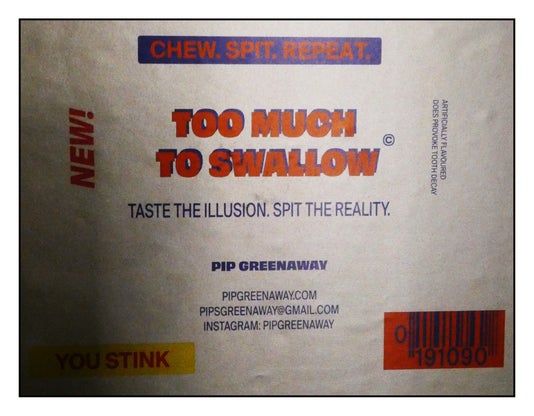 CHEW. SPIT. REPEAT.
NEW!
TOO MUCH
TO SWALLOW©
ARTIFICIALLY FLAVOURED
DOES PROVOKE TOOTH DECAY
TASTE THE ILLUSION. SPIT THE REALITY.
PIP GREENAWAY
PIPGREENAWAY.COM
PIPSGREENAWAY@GMAIL.COM
INSTAGRAM: PIPGREENAWAY
YOU STINK
0 191090